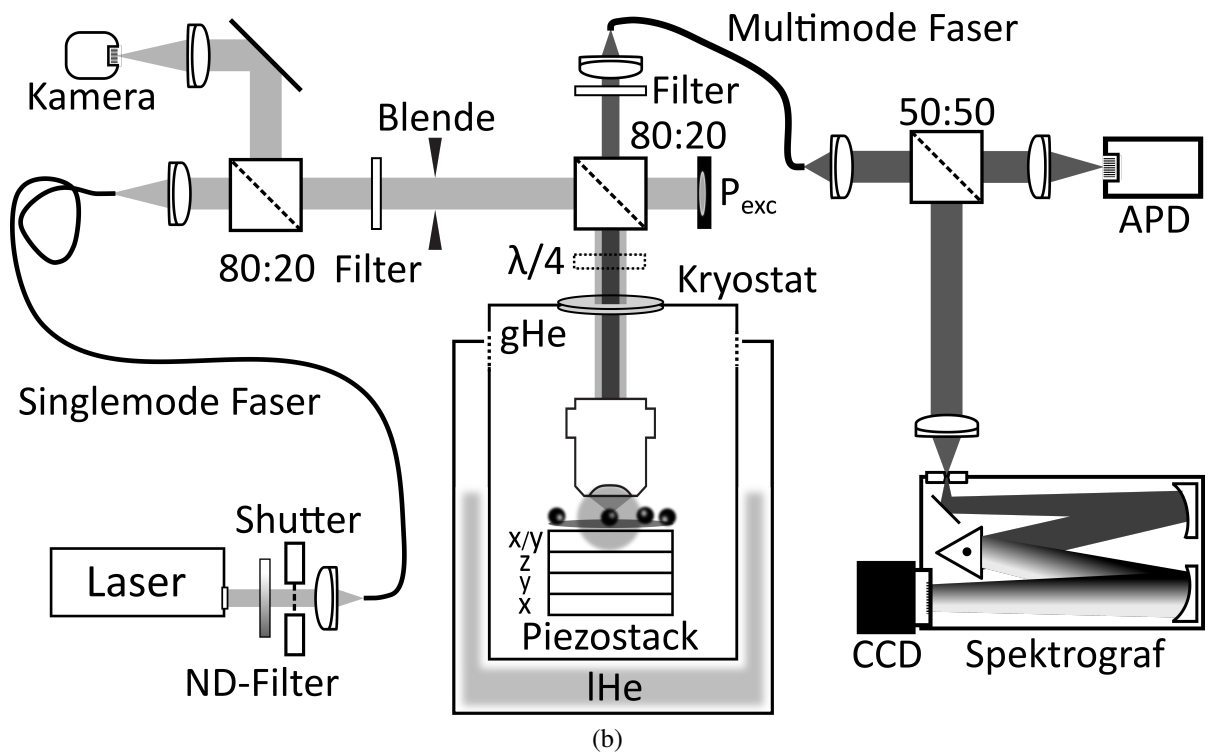 Multimode Faser
Kamera
Filter
Blende
80:20
50:50
P_exc
APD
80:20
Filter
λ/4
Kryostat
gHe
Singlemode Faser
Shutter
x/y
z
y
x
Laser
Piezostack
CCD
Spektrograf
ND-Filter
lHe
(b)